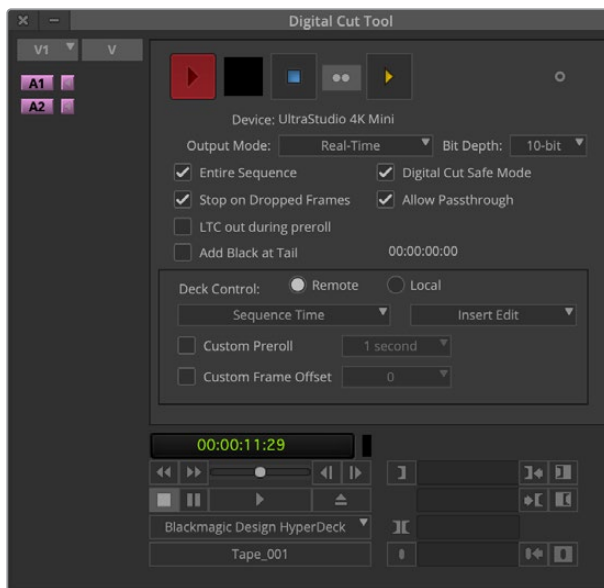 Digital Cut Tool
V1 V
A1
A2
Device: UltraStudio 4K Mini
Output Mode: Real-Time Bit Depth: 10-bit
Entire Sequence Digital Cut Safe Mode
Stop on Dropped Frames Allow Passthrough
LTC out during preroll
Add Black at Tail 00:00:00:00
Deck Control: Remote Local
Sequence Time Insert Edit
Custom Preroll 1 second
Custom Frame Offset 0
00:00:11:29
Blackmagic Design HyperDeck
Tape_001